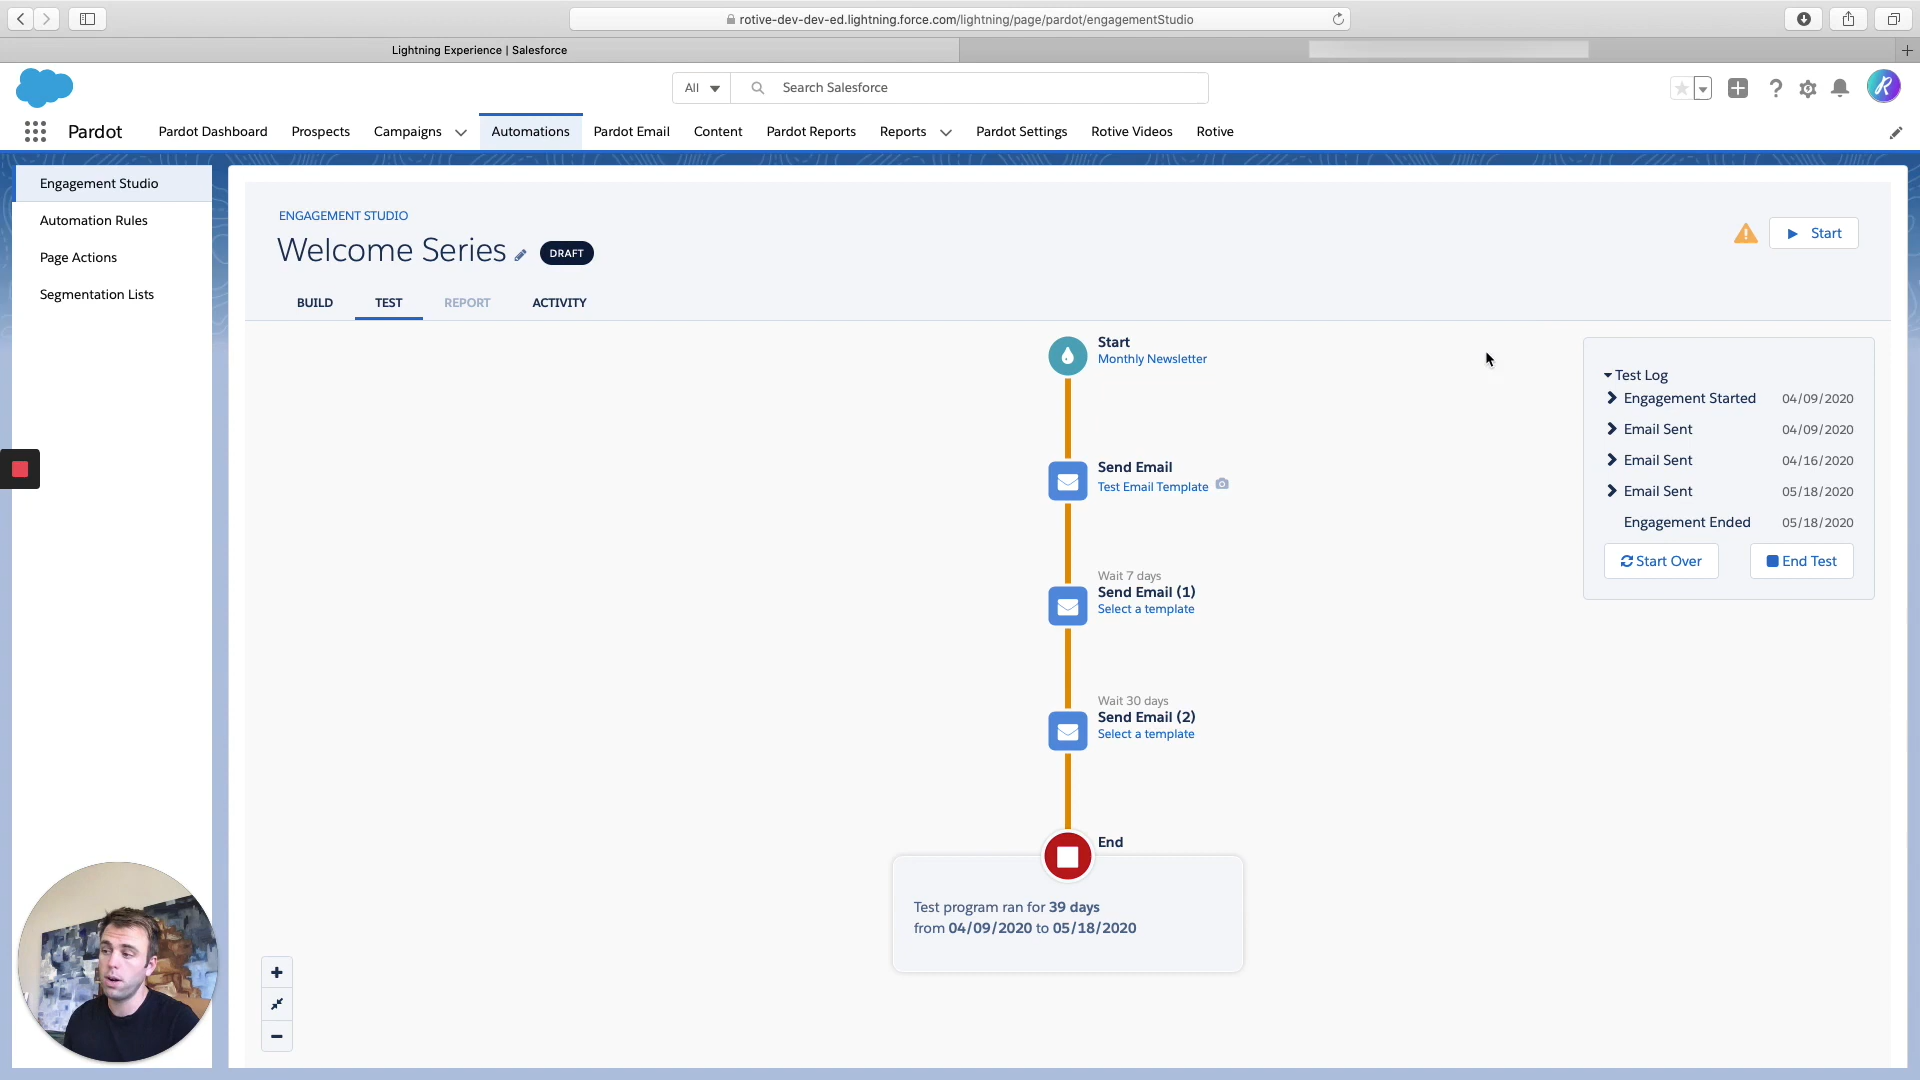 rotive-dev-dev-ed.lightning.force.com/lightning/page/pardot/engagementStudio
Lightning Experience | Salesforce
All
Search Salesforce
Pardot
Pardot Dashboard
Prospects
Campaigns
Automations
Pardot Email
Content
Pardot Reports
Reports
Pardot Settings
Rotive Videos
Rotive
Engagement Studio
Automation Rules
Page Actions
Segmentation Lists
ENGAGEMENT STUDIO
Welcome Series
DRAFT
Start
BUILD
TEST
REPORT
ACTIVITY
Start
Monthly Newsletter
Send Email
Test Email Template
Wait 7 days
Send Email (1)
Select a template
Wait 30 days
Send Email (2)
Select a template
End
Test program ran for 39 days
from 04/09/2020 to 05/18/2020
Test Log
Engagement Started 04/09/2020
Email Sent 04/09/2020
Email Sent 04/16/2020
Email Sent 05/18/2020
Engagement Ended 05/18/2020
Start Over
End Test